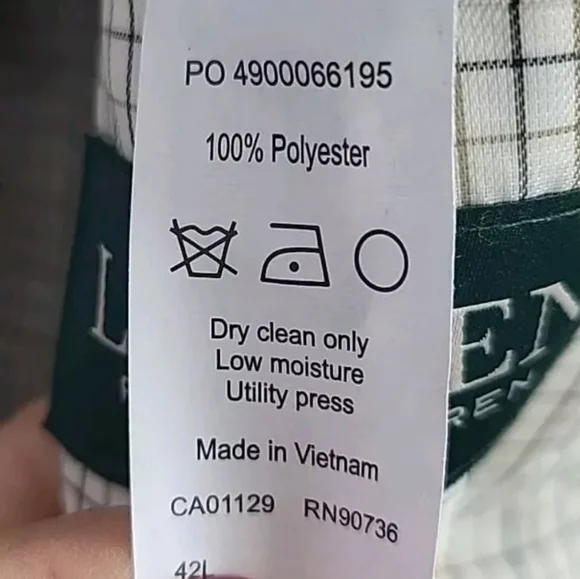 PO 4900066195
100% Polyester
Dry clean only
Low moisture
Utility press
Made in Vietnam
CA01129 RN90736
42L